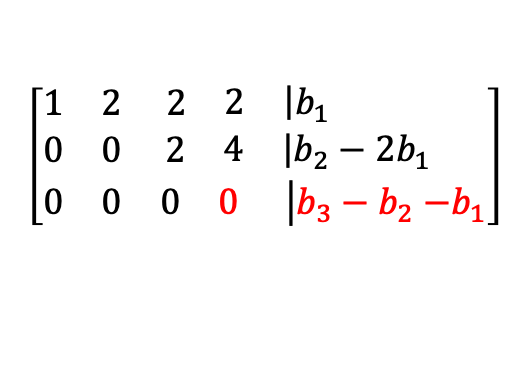 1 2 2 2 |b₁
0 0 2 4 |b₂ − 2b₁
0 0 0 0 |b₃ − b₂ −b₁